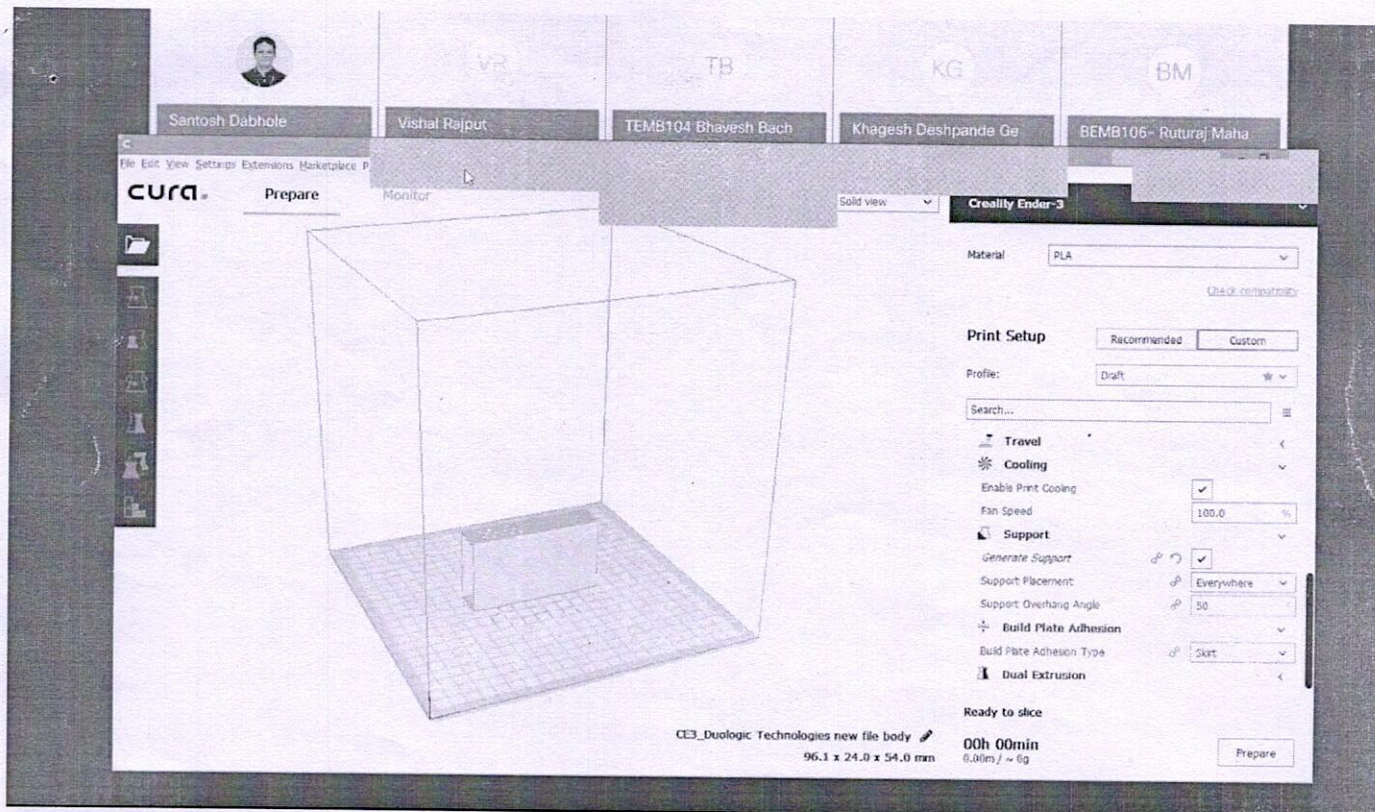 VR
TB
KG
BM
Santosh Dabhole
Vishal Rajput
TEMB104 Bhavesh Bach
Khagesh Deshpande Ge
BEMB106- Ruturaj Maha
C
File Edit View Settings Extensions Marketplace P
cura.
Prepare
Monitor
Solid view
Creality Ender-3
Material
PLA
Check compatibility
Print Setup
Recommended
Custom
Profile:
Draft
Search...
Travel
Cooling
Enable Print Cooling
Fan Speed
100.0 %
Support
Generate Support
Support Placement
Everywhere
Support Overhang Angle
50 °
Build Plate Adhesion
Build Plate Adhesion Type
Skirt
Dual Extrusion
Ready to slice
CE3_Duologic Technologies new file body
96.1 x 24.0 x 54.0 mm
00h 00min
0.00m / ~ 0g
Prepare